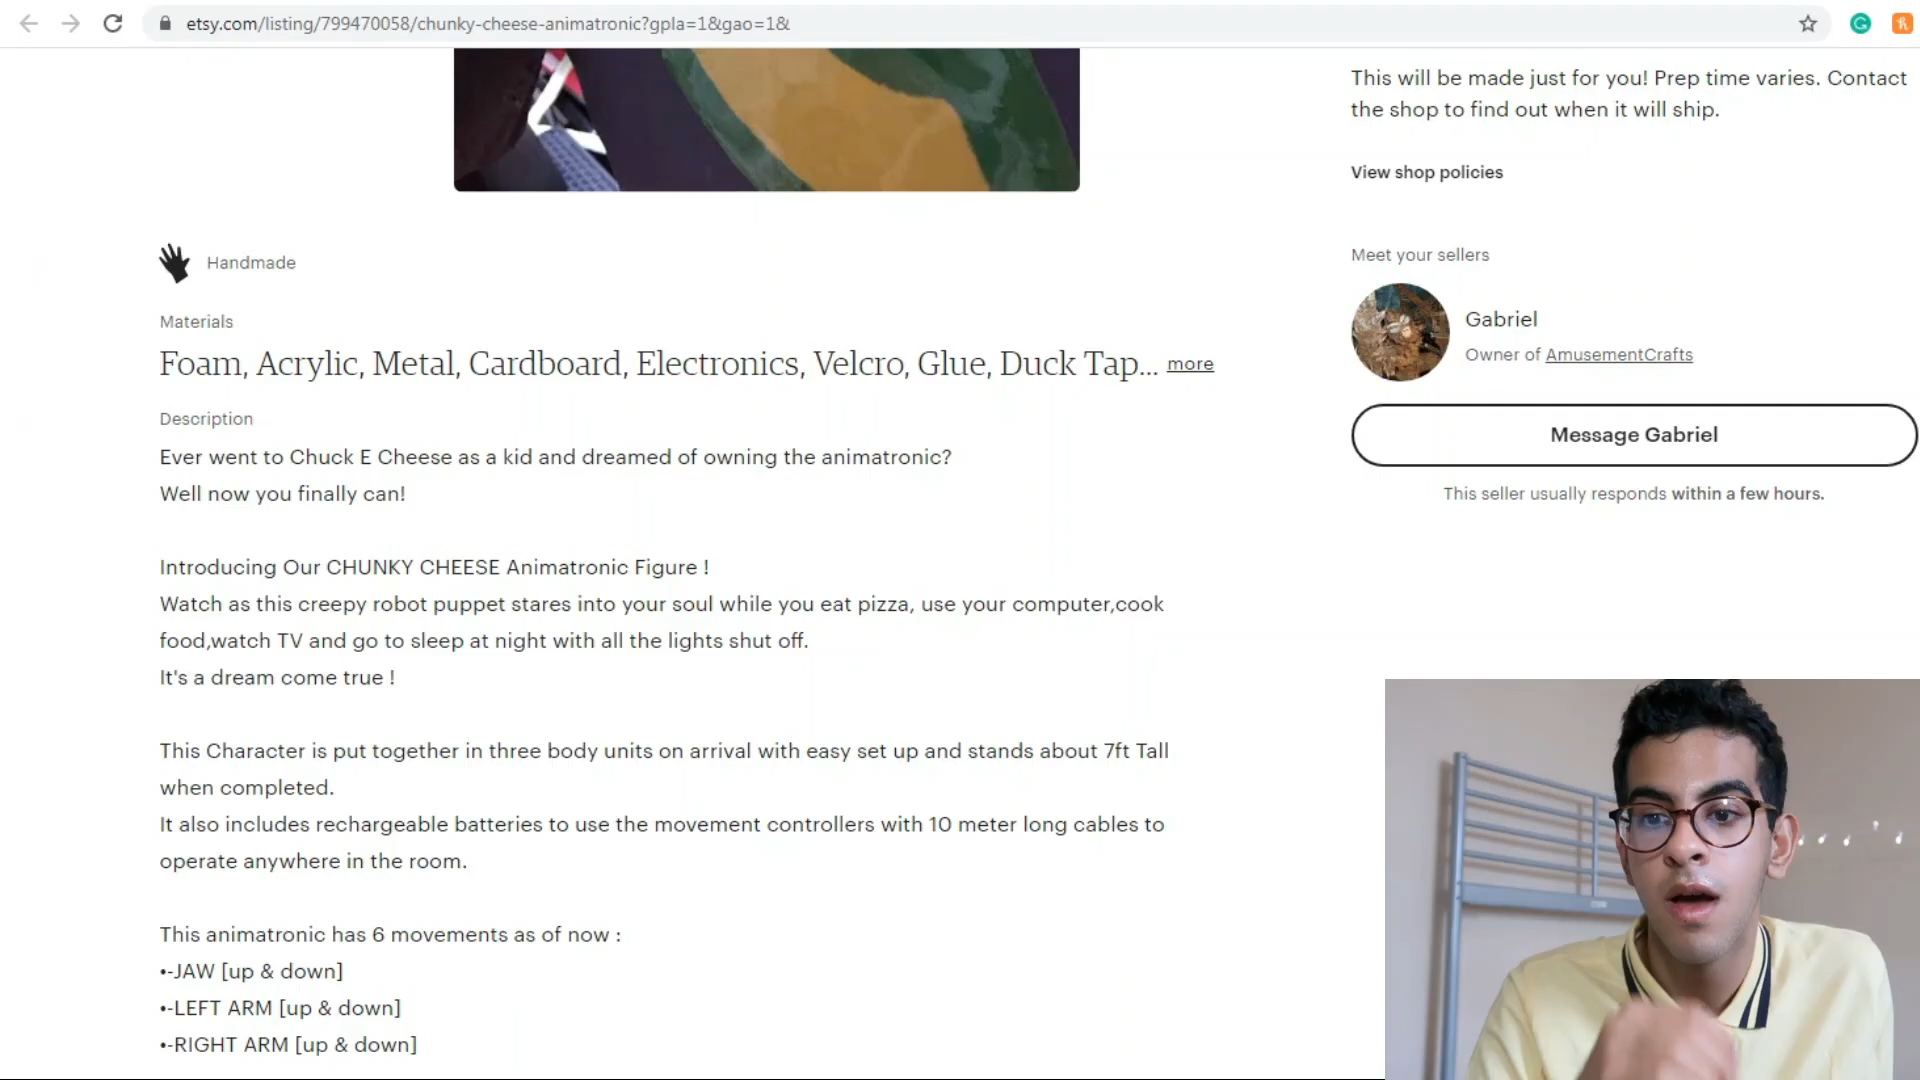 etsy.com/listing/799470058/chunky-cheese-animatronic?gpla=1&gao=1&
This will be made just for you! Prep time varies. Contact
the shop to find out when it will ship.
View shop policies
Handmade
Meet your sellers
Gabriel
Owner of AmusementCrafts
Message Gabriel
This seller usually responds within a few hours.
Materials
Foam, Acrylic, Metal, Cardboard, Electronics, Velcro, Glue, Duck Tap... more
Description
Ever went to Chuck E Cheese as a kid and dreamed of owning the animatronic?
Well now you finally can!
Introducing Our CHUNKY CHEESE Animatronic Figure !
Watch as this creepy robot puppet stares into your soul while you eat pizza, use your computer,cook
food,watch TV and go to sleep at night with all the lights shut off.
It's a dream come true !
This Character is put together in three body units on arrival with easy set up and stands about 7ft Tall
when completed.
It also includes rechargeable batteries to use the movement controllers with 10 meter long cables to
operate anywhere in the room.
This animatronic has 6 movements as of now :
•-JAW [up & down]
•-LEFT ARM [up & down]
•-RIGHT ARM [up & down]